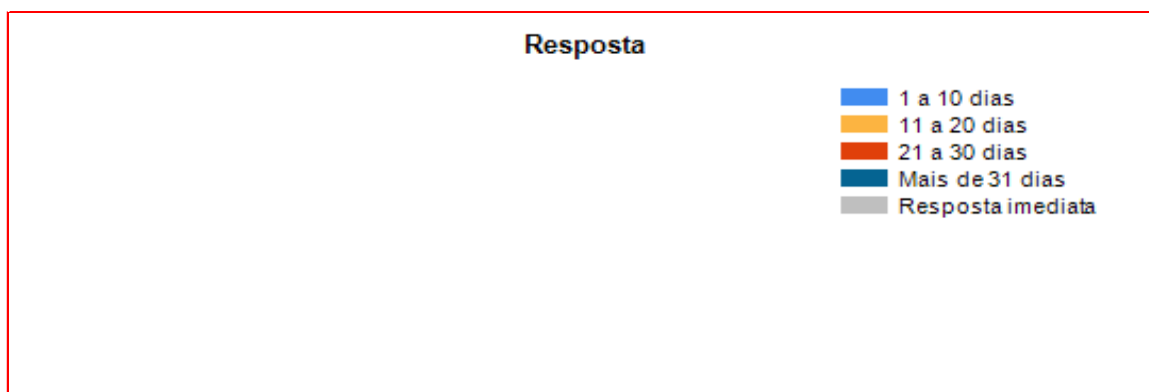 Resposta
1 a 10 dias
11 a 20 dias
21 a 30 dias
Mais de 31 dias
Resposta imediata